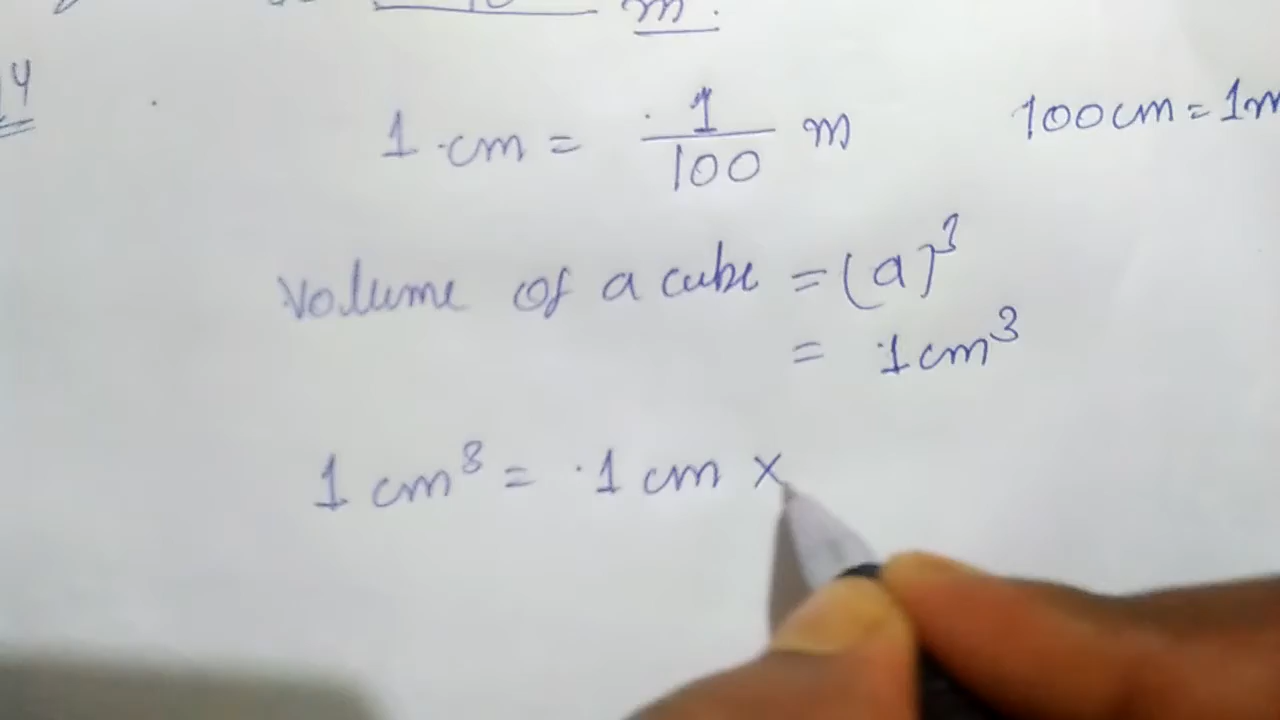 m.
1 cm = 1/100 m 100 cm = 1m
Volume of a cube = (a)³
= 1 cm³
1 cm³ = 1 cm ×